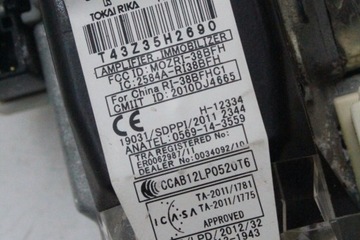 TOKAI RIKA
T43Z35H2690
AMPLIFIER, IMMOBILIZER
FCC ID: MOZRI-38BFH
IC: 2584A-RI38BFH
For China RI-38BFHC1
CMIIT ID: 2010DJ4665
H-12334
19031/SDPPI/2011 2344
ANATEL: 0569-14-3559
TRA REGISTERED No:
ER0062987/11
DEALER No: 0034092/10
CCAB12LP0520T6
TA-2011/1781
TA-2011/1775
ICASA
APPROVED